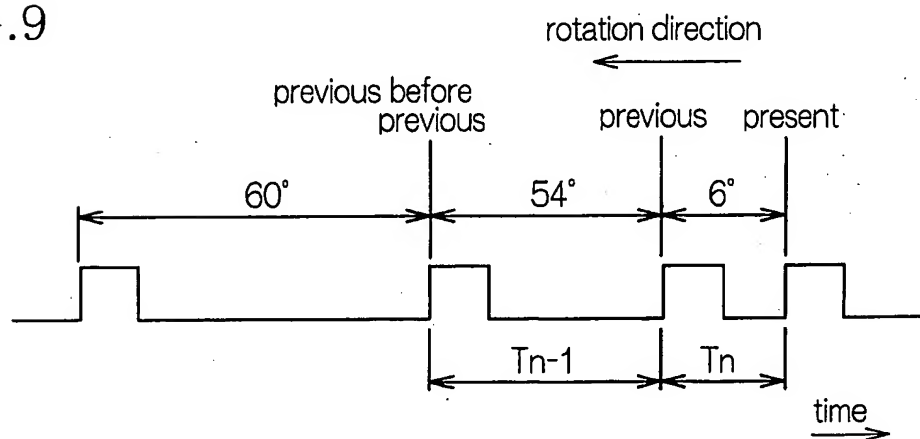 .9
rotation direction
previous before
previous
previous
present
60°
54°
6°
Tn-1
Tn
time